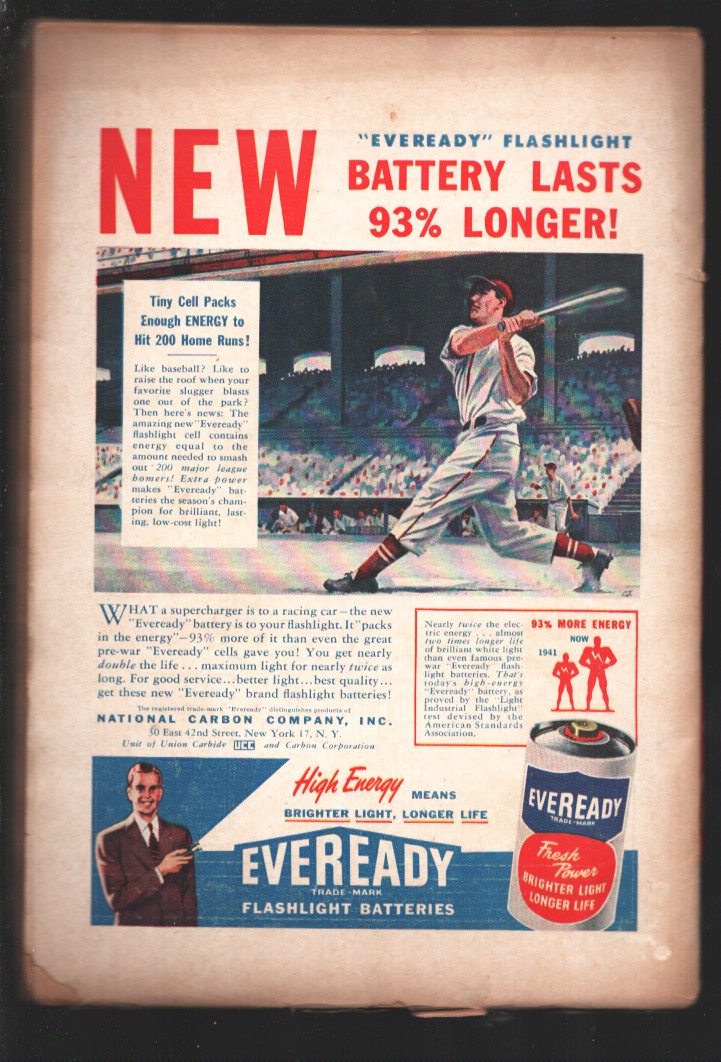 NEW
"EVEREADY" FLASHLIGHT
BATTERY LASTS
93% LONGER!
Tiny Cell Packs
Enough ENERGY to
Hit 200 Home Runs!
Like baseball? Like to
raise the roof when your
favorite slugger blasts
one out of the park?
Then here's news: The
amazing new "Eveready"
flashlight cell contains
energy equal to the
amount needed to smash
out 200 major league
homers! Extra power
makes "Eveready" bat-
teries the season's cham-
pion for brilliant, last-
ing, low-cost light!
WHAT a supercharger is to a racing car—the new
"Eveready" battery is to your flashlight. It "packs
in the energy"—93% more of it than even the great
pre-war "Eveready" cells gave you! You get nearly
double the life . . . maximum light for nearly twice as
long. For good service...better light...best quality...
get these new "Eveready" brand flashlight batteries!
The registered trade-mark "Eveready" distinguishes products of
NATIONAL CARBON COMPANY, INC.
30 East 42nd Street, New York 17, N. Y.
Unit of Union Carbide UCC and Carbon Corporation
Nearly twice the elec-
tric energy . . . almost
two times longer life
of brilliant white light
than even famous pre-
war "Eveready" flash-
light batteries. That's
today's high-energy
"Eveready" battery, as
proved by the "Light
Industrial Flashlight"
test devised by the
American Standards
Association.
93% MORE ENERGY
NOW
1941
High Energy MEANS
BRIGHTER LIGHT, LONGER LIFE
EVEREADY
TRADE-MARK
FLASHLIGHT BATTERIES
EVEREADY
TRADE-MARK
Fresh
Power
BRIGHTER LIGHT
LONGER LIFE